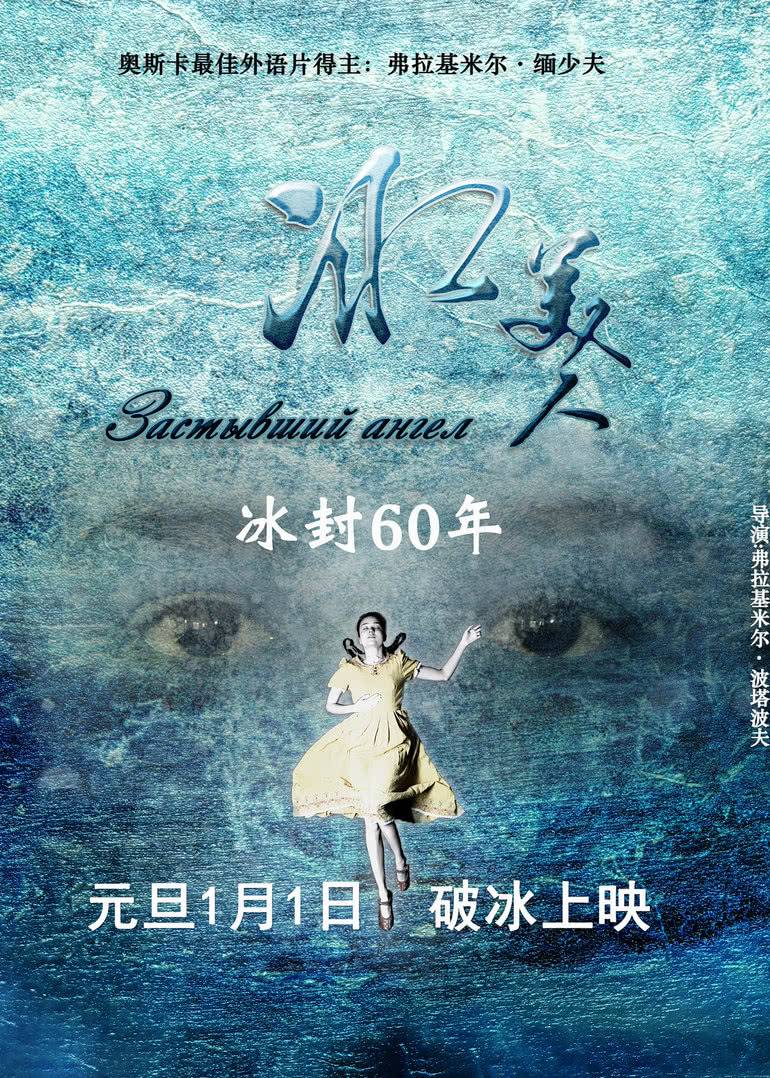 奥斯卡最佳外语片得主：弗拉基米尔·缅少夫
冰美人
Застывший ангел
冰封60年
导演:弗拉基米尔·波塔波夫
元旦1月1日 破冰上映